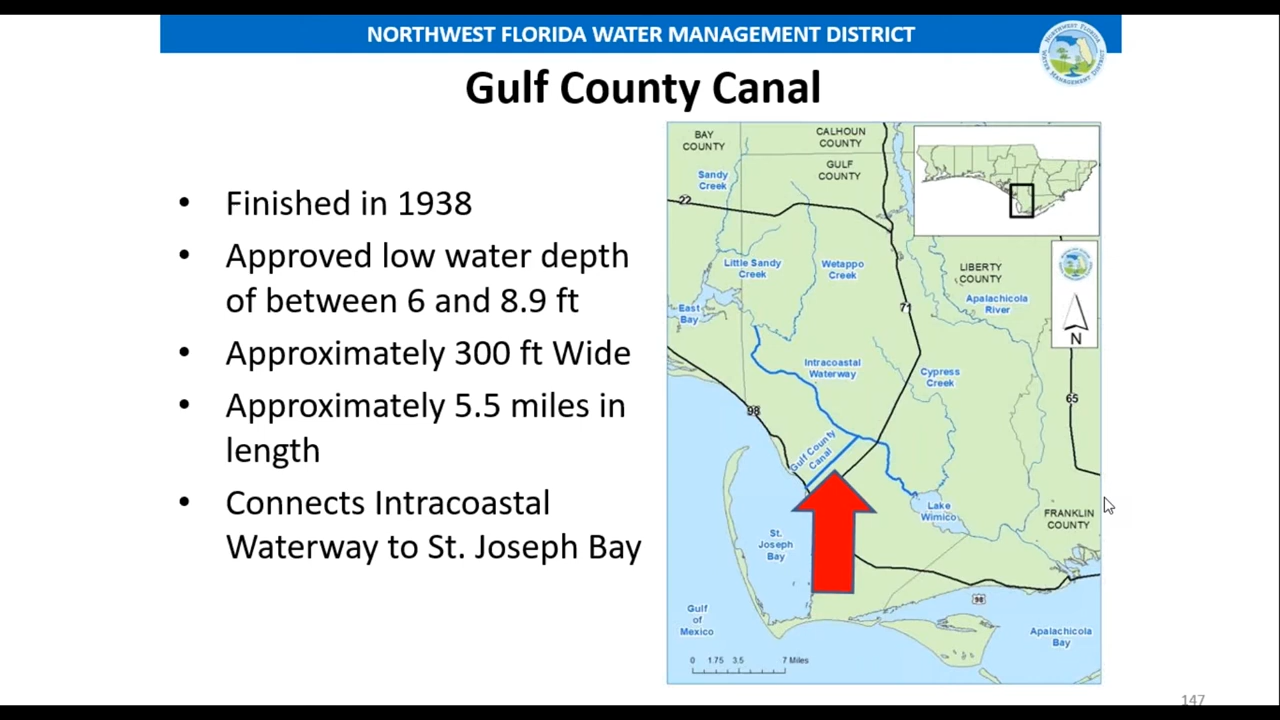 NORTHWEST FLORIDA WATER MANAGEMENT DISTRICT
Gulf County Canal
• Finished in 1938
• Approved low water depth
of between 6 and 8.9 ft
• Approximately 300 ft Wide
• Approximately 5.5 miles in
length
• Connects Intracoastal
Waterway to St. Joseph Bay
BAY
COUNTY
CALHOUN
COUNTY
GULF
COUNTY
Sandy
Creek
22
Little Sandy
Creek
Wetappo
Creek
LIBERTY
COUNTY
Apalachicola
River
East
Bay
71
N
Intracoastal
Waterway
Cypress
Creek
65
98
Gulf County
Canal
Lake
Wimico
FRANKLIN
COUNTY
St.
Joseph
Bay
98
Gulf
of
Mexico
Apalachicola
Bay
0 1.75 3.5 7 Miles
147